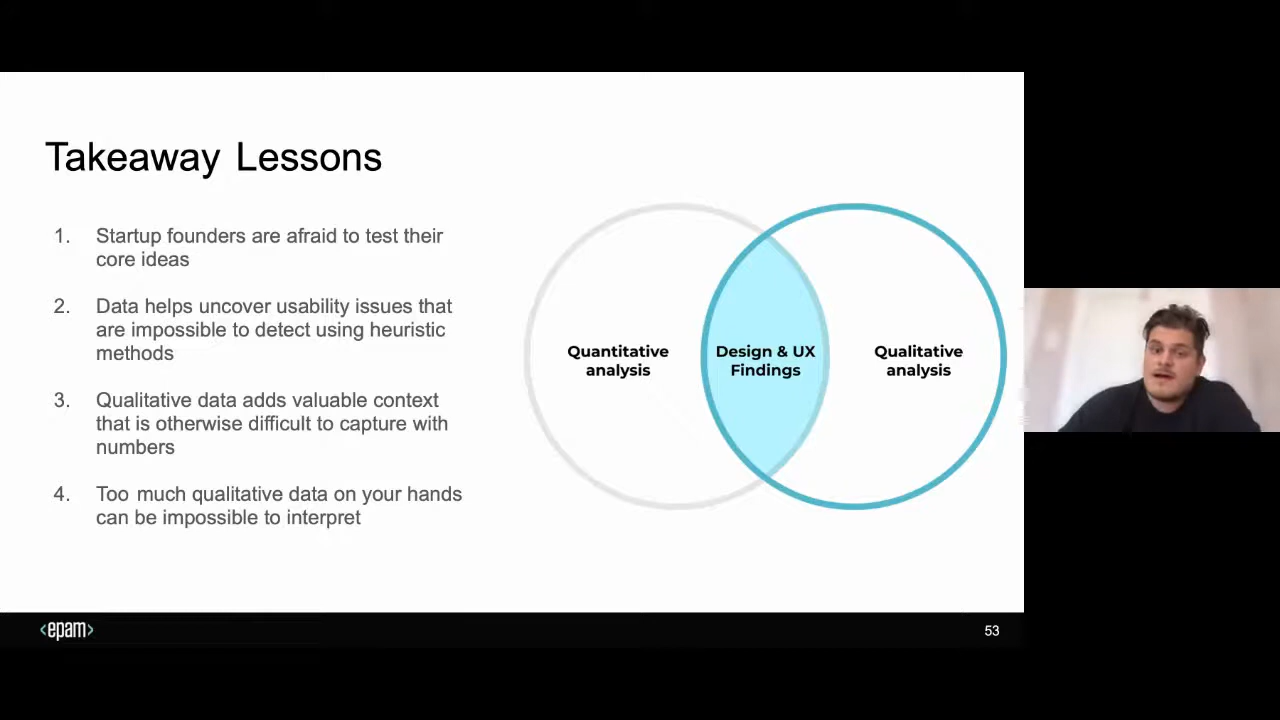 Takeaway Lessons
1. Startup founders are afraid to test their
core ideas
2. Data helps uncover usability issues that
are impossible to detect using heuristic
methods
3. Qualitative data adds valuable context
that is otherwise difficult to capture with
numbers
4. Too much qualitative data on your hands
can be impossible to interpret
Quantitative
analysis
Design & UX
Findings
Qualitative
analysis
<epam>
53